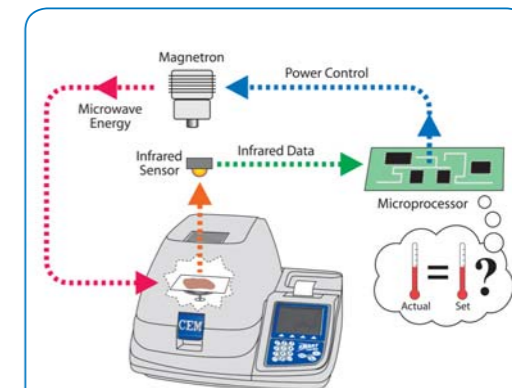 Magnetron
Power Control
Microwave
Energy
Infrared
Sensor
Infrared Data
Microprocessor
= ?
Actual
Set
CEM